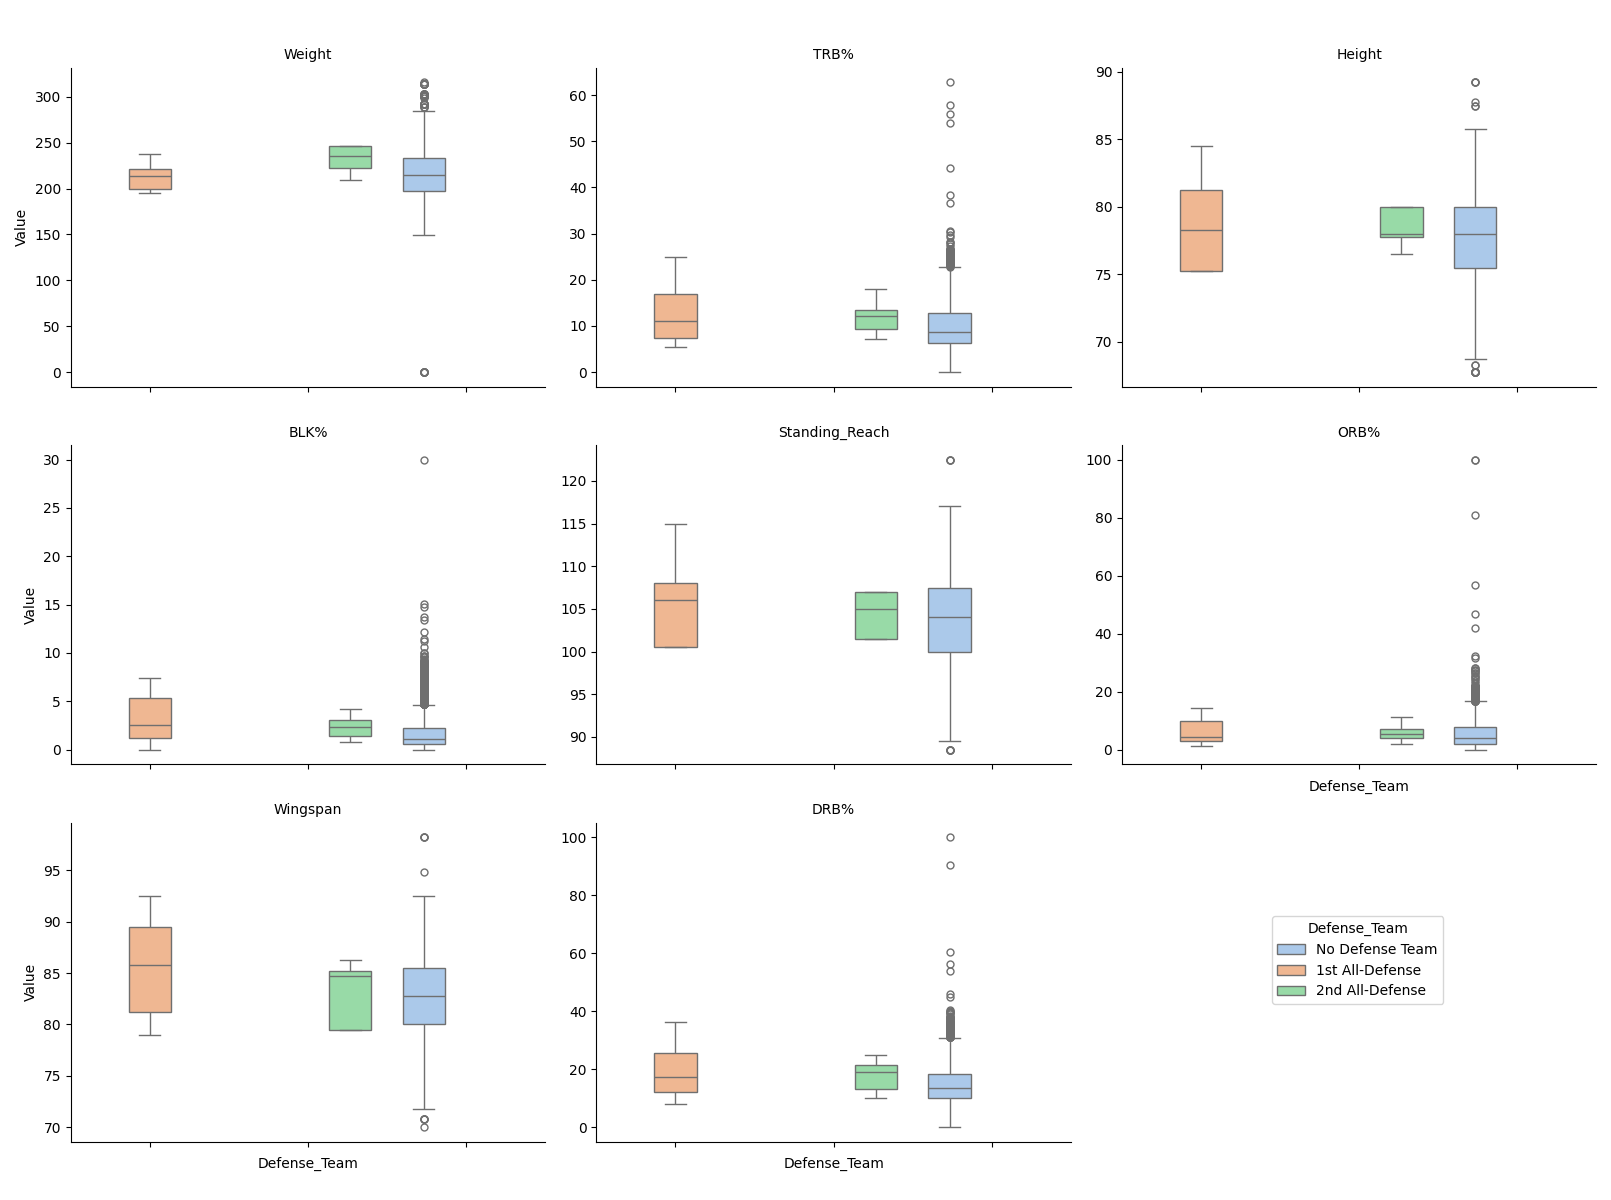 Weight
300
250
200
150
100
50
0
Value
TRB%
60
50
40
30
20
10
0
Height
90
85
80
75
70
BLK%
30
25
20
15
10
5
0
Value
Standing_Reach
120
115
110
105
100
95
90
ORB%
100
80
60
40
20
0
Defense_Team
Wingspan
95
90
85
80
75
70
Value
Defense_Team
DRB%
100
80
60
40
20
0
Defense_Team
Defense_Team
No Defense Team
1st All-Defense
2nd All-Defense